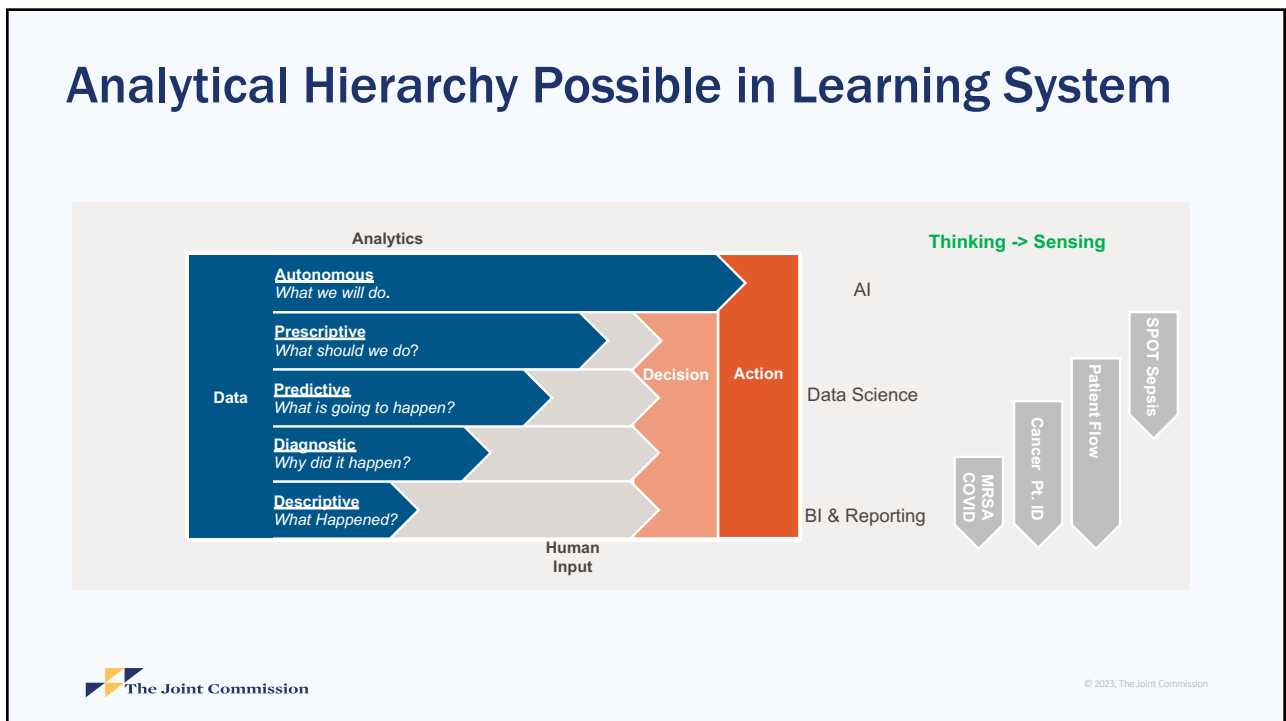 Analytical Hierarchy Possible in Learning System
Analytics
Thinking -> Sensing
Data
Autonomous
What we will do.
Prescriptive
What should we do?
Predictive
What is going to happen?
Diagnostic
Why did it happen?
Descriptive
What Happened?
Decision
Action
Human
Input
AI
Data Science
BI & Reporting
MRSA
COVID
Cancer Pt. ID
Patient Flow
SPOT Sepsis
The Joint Commission
© 2023, The Joint Commission